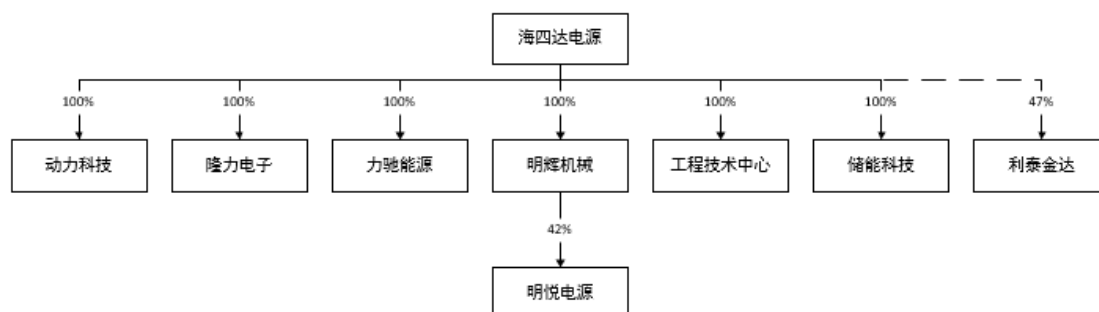 海四达电源
100% 100% 100% 100% 100% 100% 47%
动力科技 隆力电子 力驰能源 明辉机械 工程技术中心 储能科技 利泰金达
42%
明悦电源